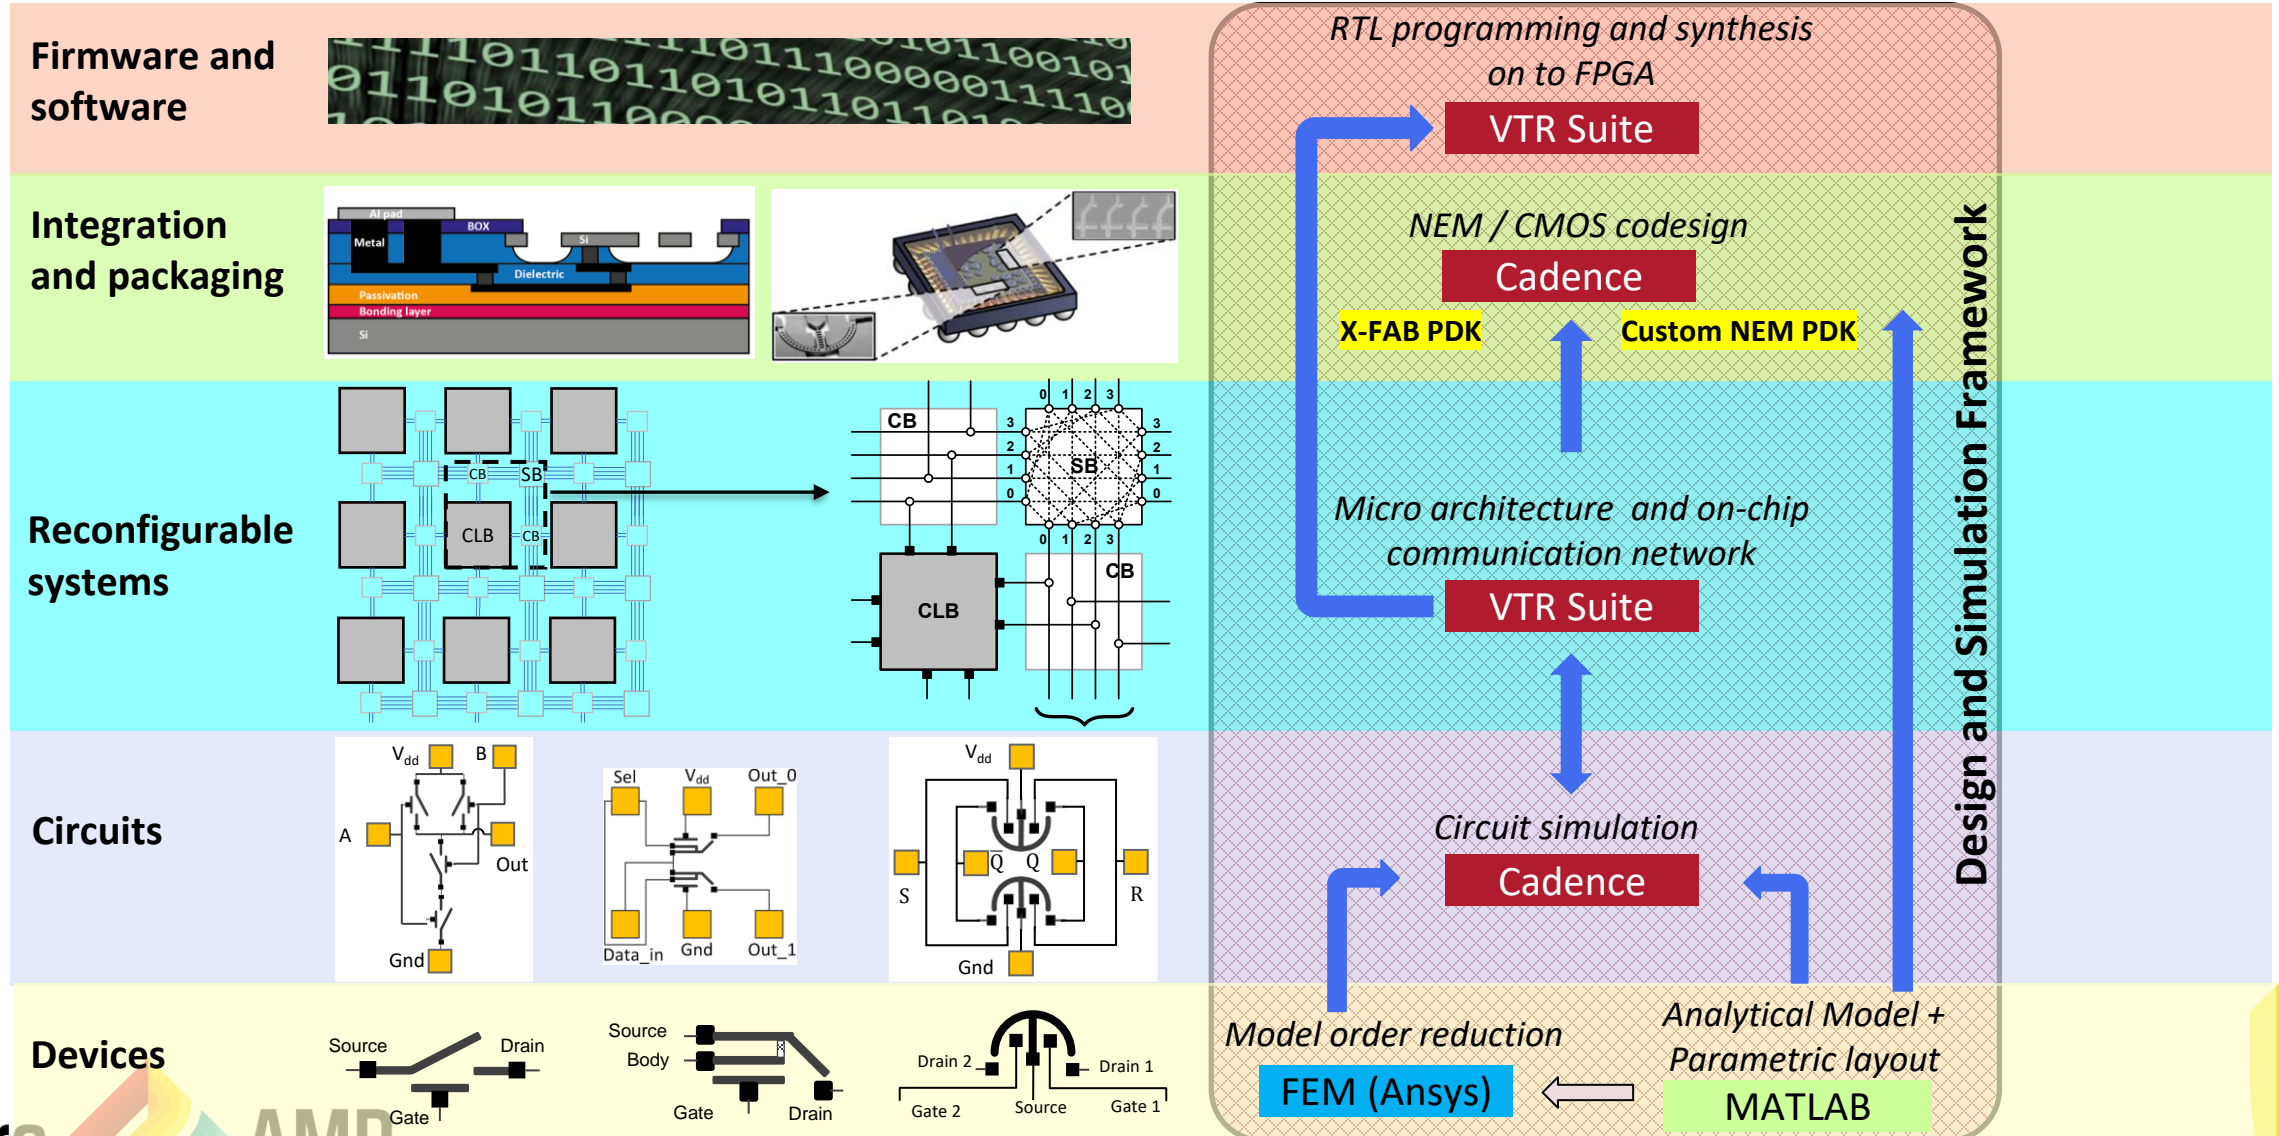 Firmware and
software
RTL programming and synthesis
on to FPGA
VTR Suite
Integration
and packaging
Al pad
BOX
Metal
Si
Dielectric
Passivation
Bonding layer
Si
NEM / CMOS codesign
Cadence
X-FAB PDK
Custom NEM PDK
Design and Simulation Framework
Reconfigurable
systems
CB
SB
CLB
CB
0 1 2 3
CB
3
2
1
0
SB
3
2
1
0
0 1 2 3
CLB
CB
Micro architecture and on-chip
communication network
VTR Suite
Circuits
Vdd
B
A
Out
Gnd
Sel
Vdd
Out_0
Data_in
Gnd
Out_1
Vdd
Q̅
Q
S
R
Gnd
Circuit simulation
Cadence
Devices
Source
Drain
Gate
Source
Body
Gate
Drain
Drain 2
Drain 1
Gate 2
Source
Gate 1
Model order reduction
FEM (Ansys)
Analytical Model +
Parametric layout
MATLAB